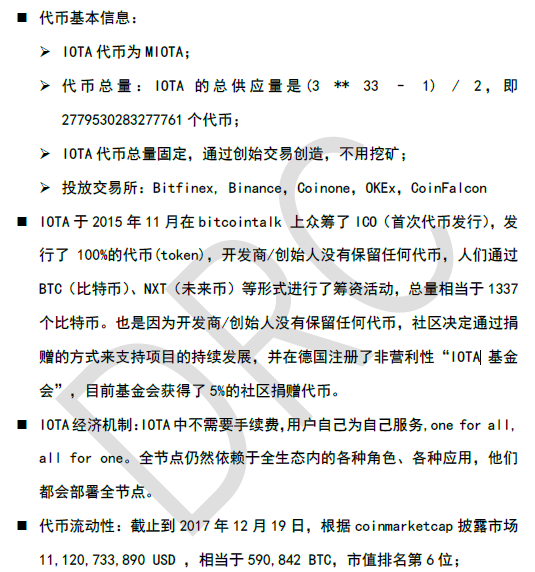 ■ 代币基本信息：
➢ IOTA 代币为 MIOTA；
➢ 代币总量：IOTA 的总供应量是(3 ** 33 – 1) / 2，即
2779530283277761 个代币；
➢ IOTA 代币总量固定，通过创始交易创造，不用挖矿；
➢ 投放交易所：Bitfinex, Binance，Coinone，OKEx，CoinFalcon
■ IOTA 于 2015 年 11 月在 bitcointalk 上众筹了 ICO（首次代币发行），发
行了 100%的代币(token)，开发商/创始人没有保留任何代币，人们通过
BTC（比特币）、NXT（未来币）等形式进行了筹资活动，总量相当于 1337
个比特币。也是因为开发商/创始人没有保留任何代币，社区决定通过捐
赠的方式来支持项目的持续发展，并在德国注册了非营利性“IOTA 基金
会”，目前基金会获得了 5%的社区捐赠代币。
■ IOTA 经济机制：IOTA 中不需要手续费，用户自己为自己服务，one for all,
all for one。全节点仍然依赖于全生态内的各种角色、各种应用，他们
都会部署全节点。
■ 代币流动性：截止到 2017 年 12 月 19 日，根据 coinmarketcap 披露市场
11,120,733,890 USD ，相当于 590,842 BTC，市值排名第 6 位；
DRC